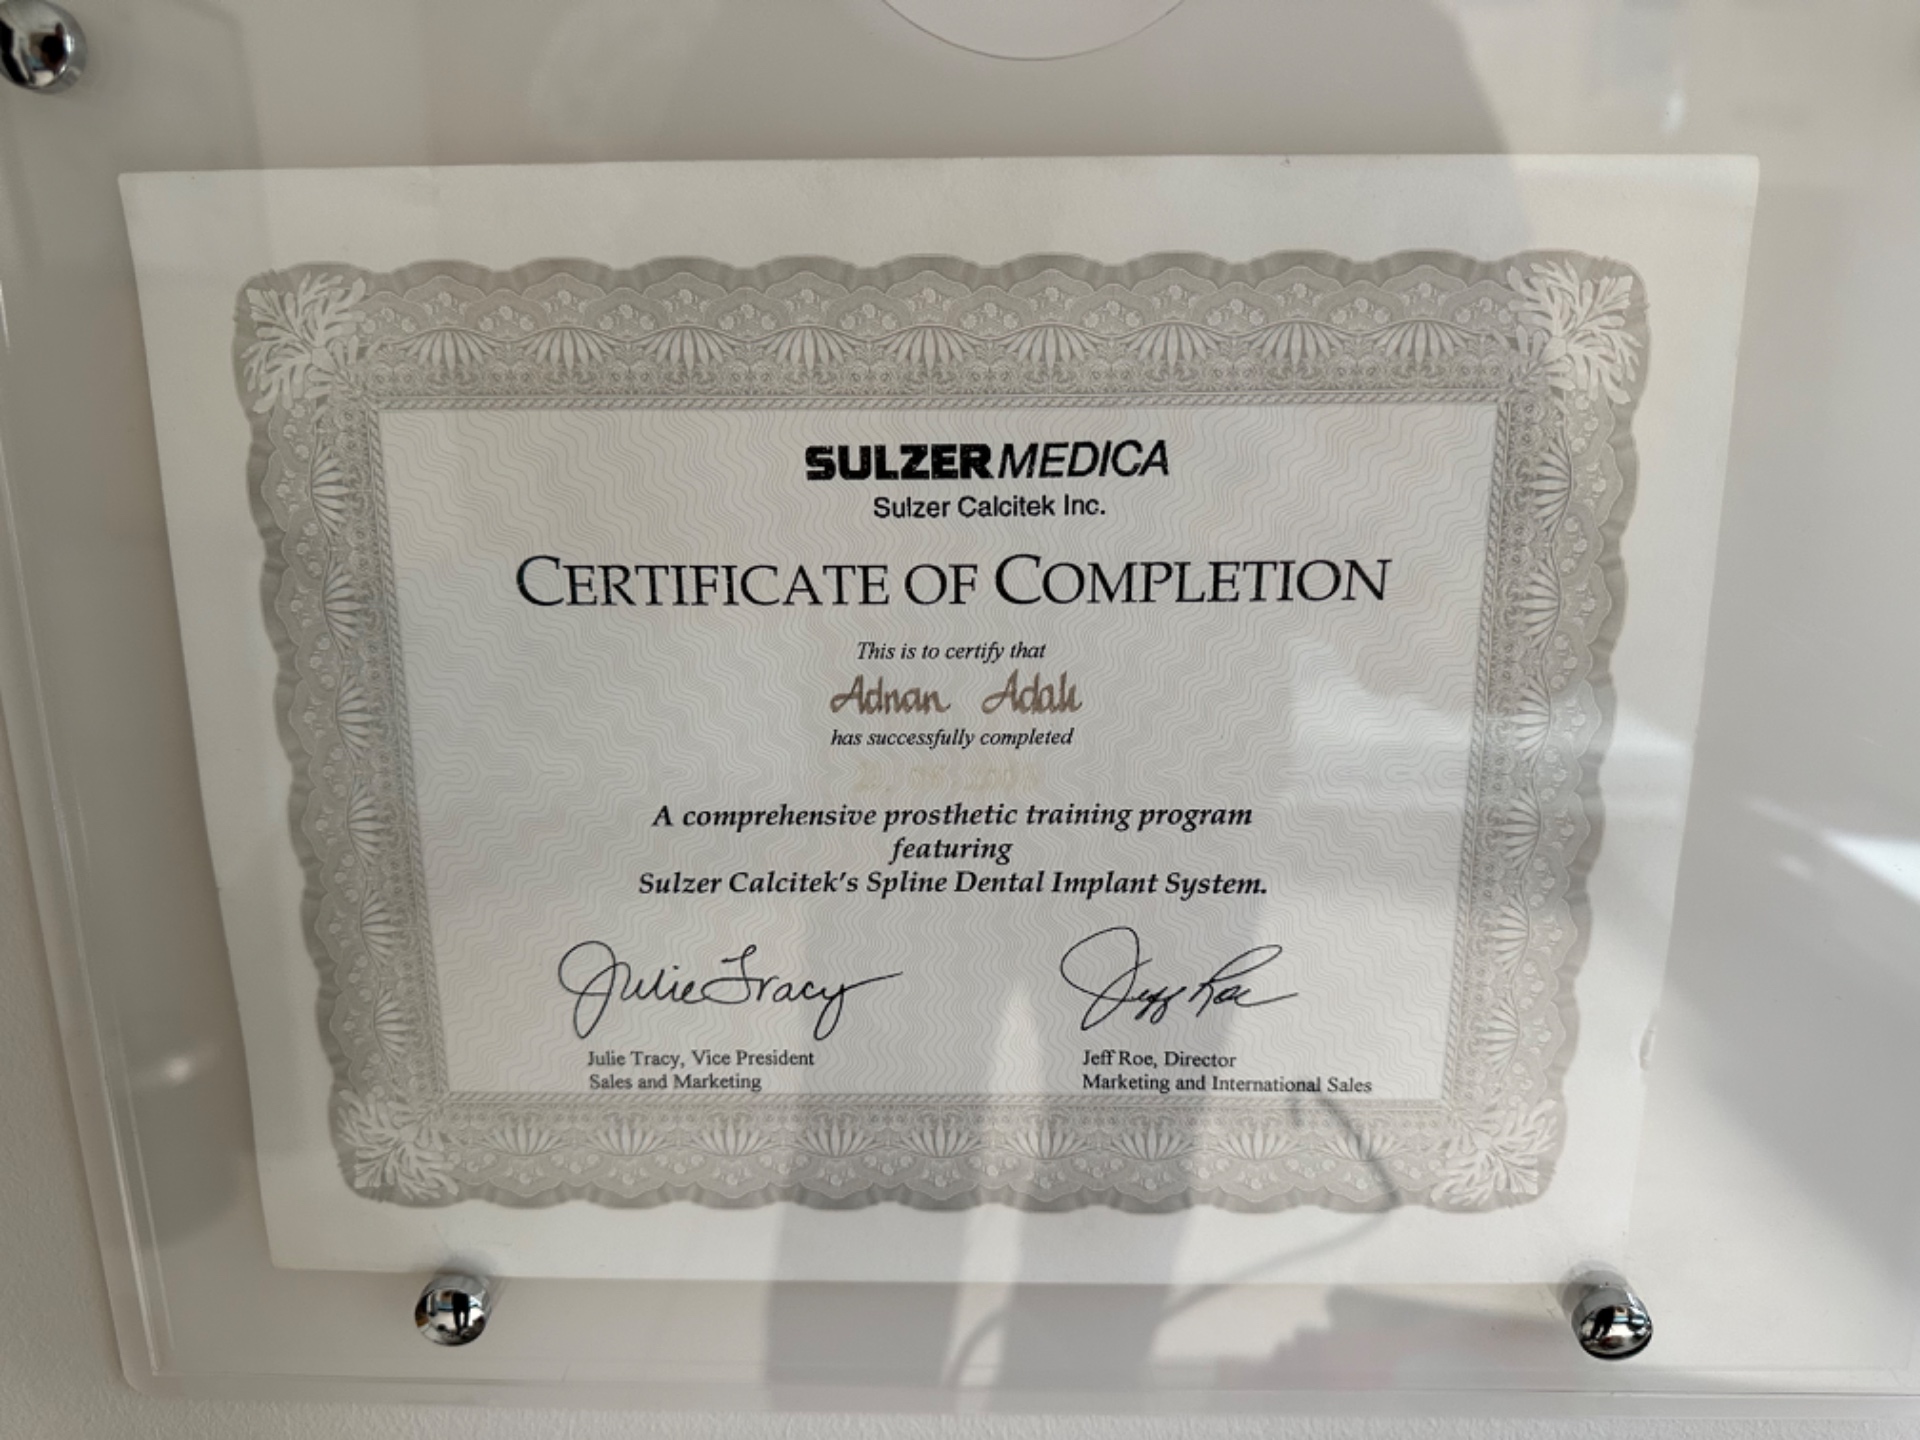 SULZERMEDICA
Sulzer Calcitek Inc.
CERTIFICATE OF COMPLETION
This is to certify that
Adnan Adalı
has successfully completed
A comprehensive prosthetic training program
featuring
Sulzer Calcitek's Spline Dental Implant System.
Julie Tracy Jeff Roe
Julie Tracy, Vice President Jeff Roe, Director
Sales and Marketing Marketing and International Sales